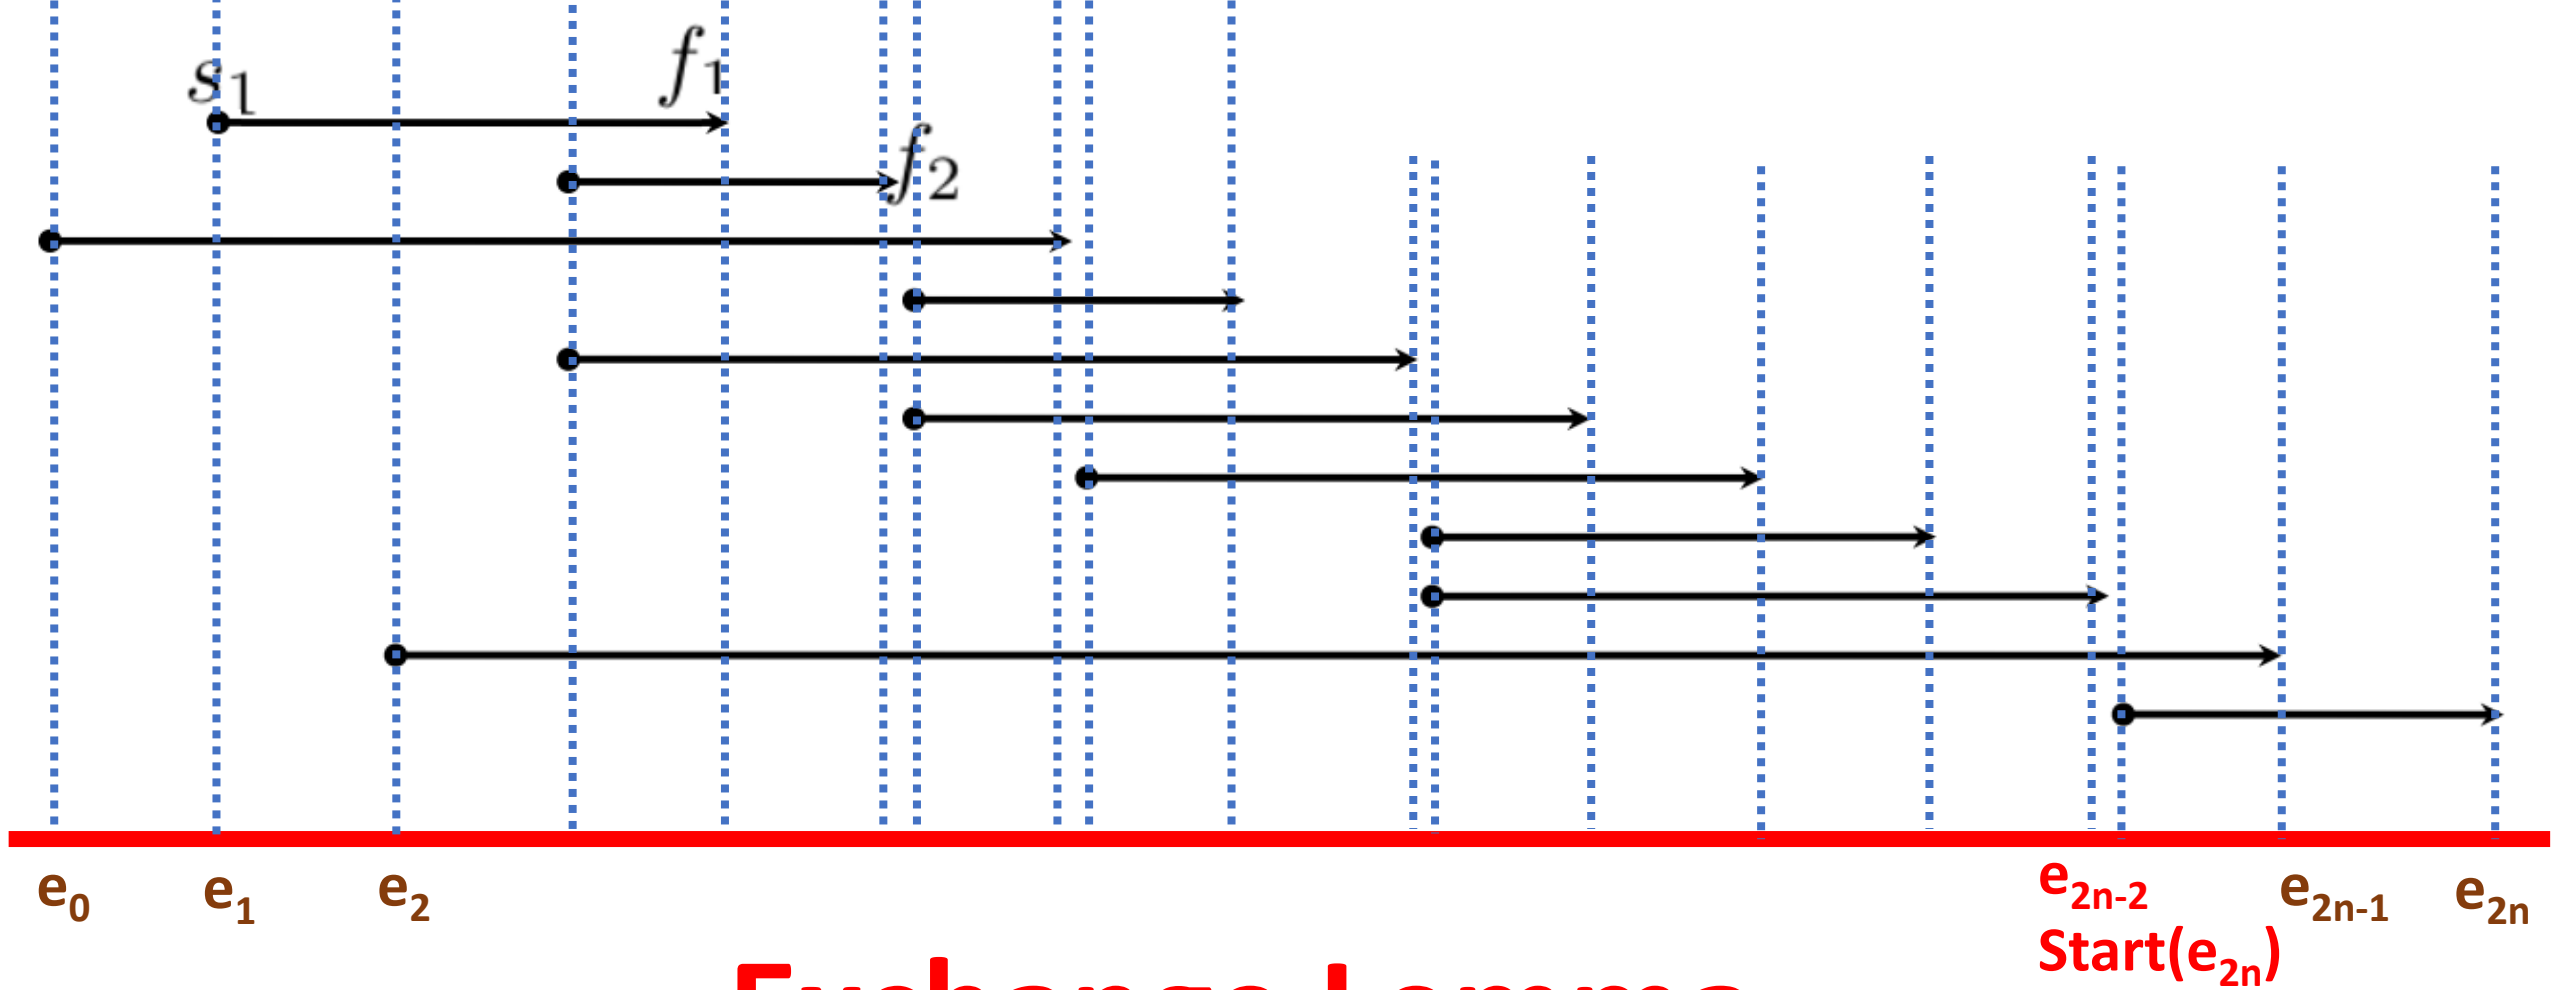 s₁
f₁
f₂
e₀ e₁ e₂ e₂ₙ₋₂ e₂ₙ₋₁ e₂ₙ
Start(e₂ₙ)